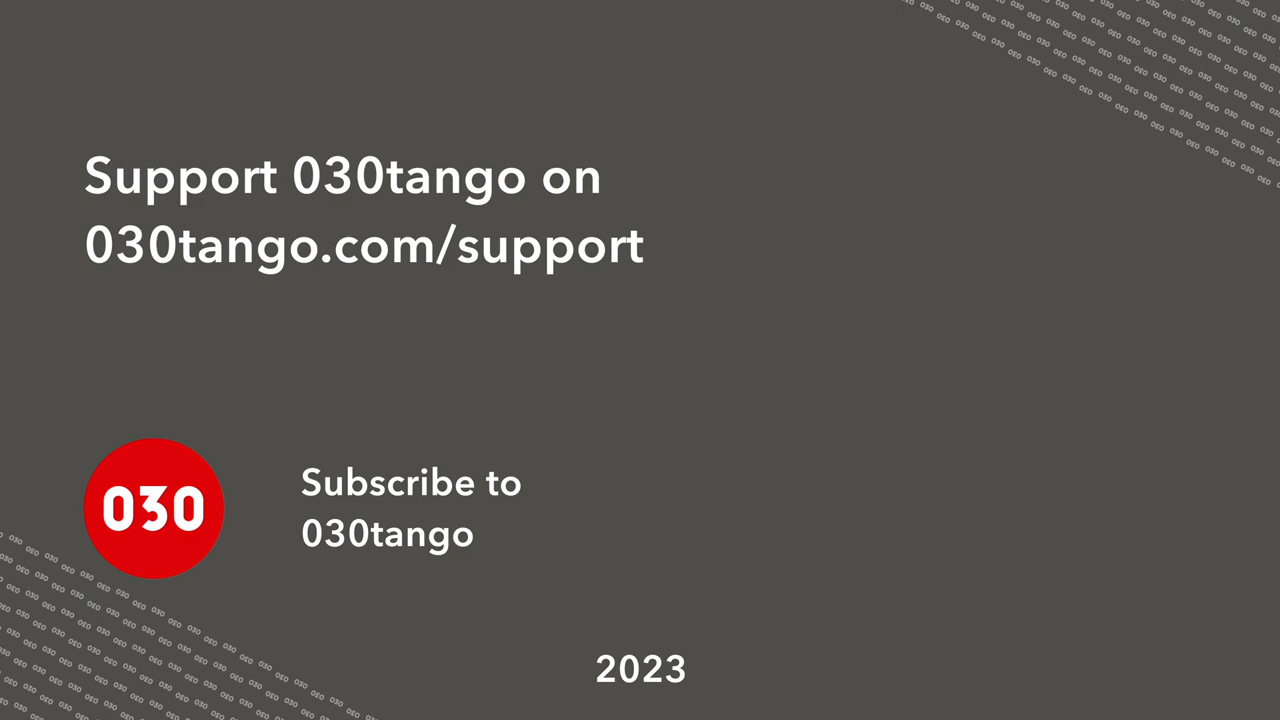 Support 030tango on
030tango.com/support
030
Subscribe to
030tango
2023